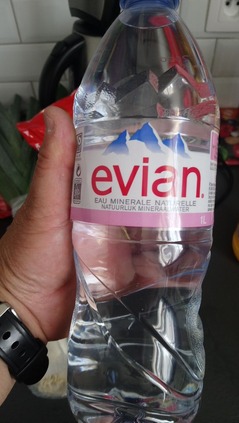 evian.
EAU MINERALE NATURELLE
NATUURLIJK MINERAALWATER
1L